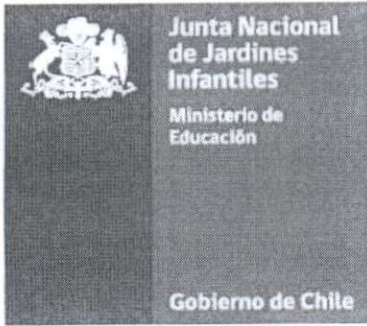 Junta Nacional
de Jardines
Infantiles
Ministerio de
Educación
Gobierno de Chile